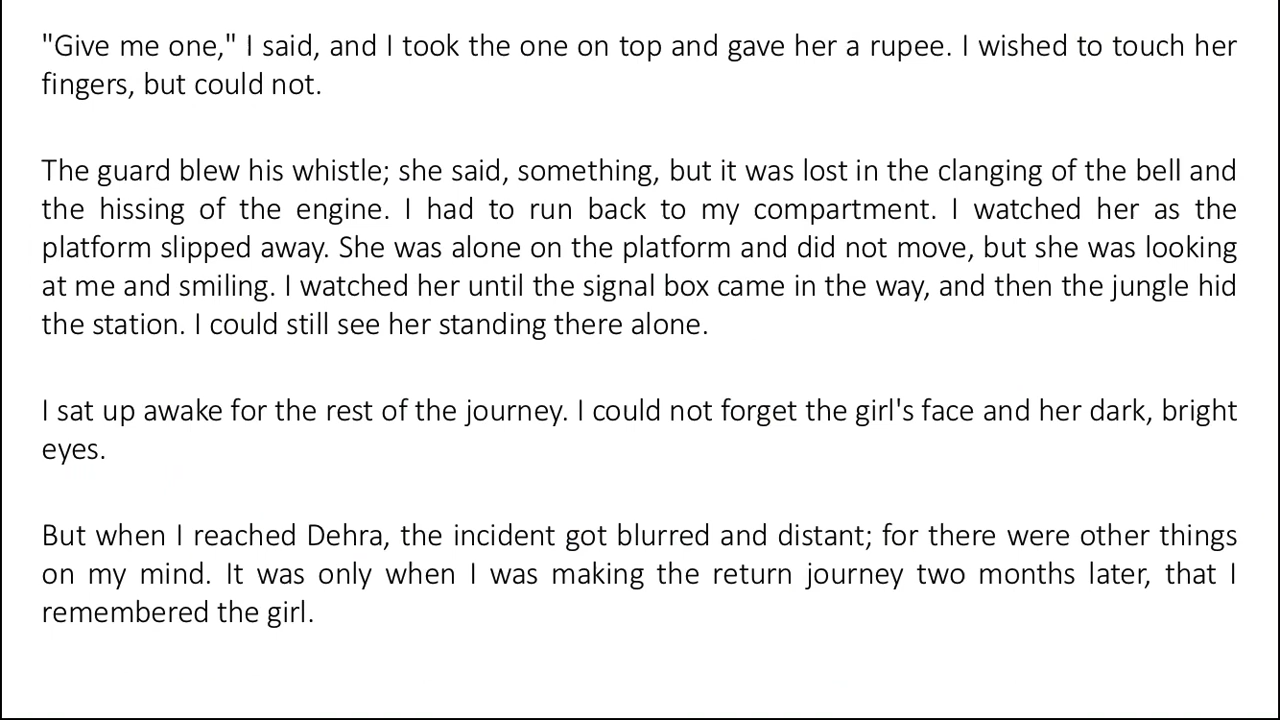 "Give me one," I said, and I took the one on top and gave her a rupee. I wished to touch her
fingers, but could not.
The guard blew his whistle; she said, something, but it was lost in the clanging of the bell and
the hissing of the engine. I had to run back to my compartment. I watched her as the
platform slipped away. She was alone on the platform and did not move, but she was looking
at me and smiling. I watched her until the signal box came in the way, and then the jungle hid
the station. I could still see her standing there alone.
I sat up awake for the rest of the journey. I could not forget the girl's face and her dark, bright
eyes.
But when I reached Dehra, the incident got blurred and distant; for there were other things
on my mind. It was only when I was making the return journey two months later, that I
remembered the girl.